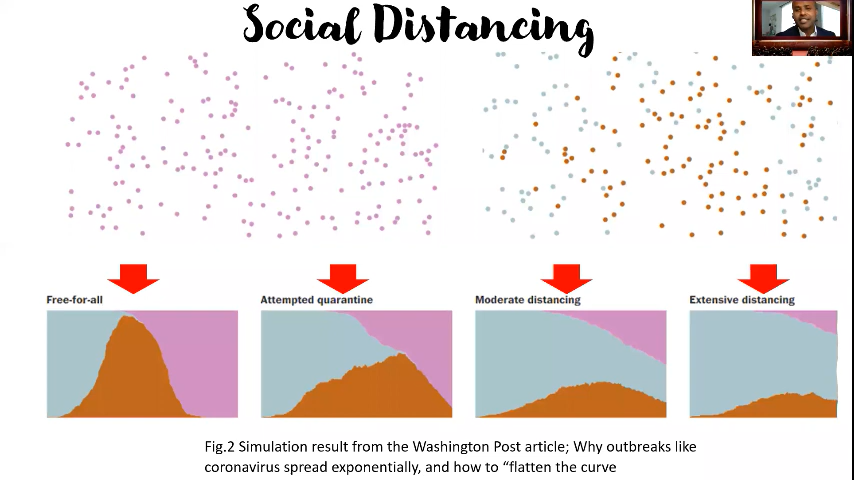 Social Distancing
Free-for-all
Attempted quarantine
Moderate distancing
Extensive distancing
Fig.2 Simulation result from the Washington Post article; Why outbreaks like
coronavirus spread exponentially, and how to “flatten the curve